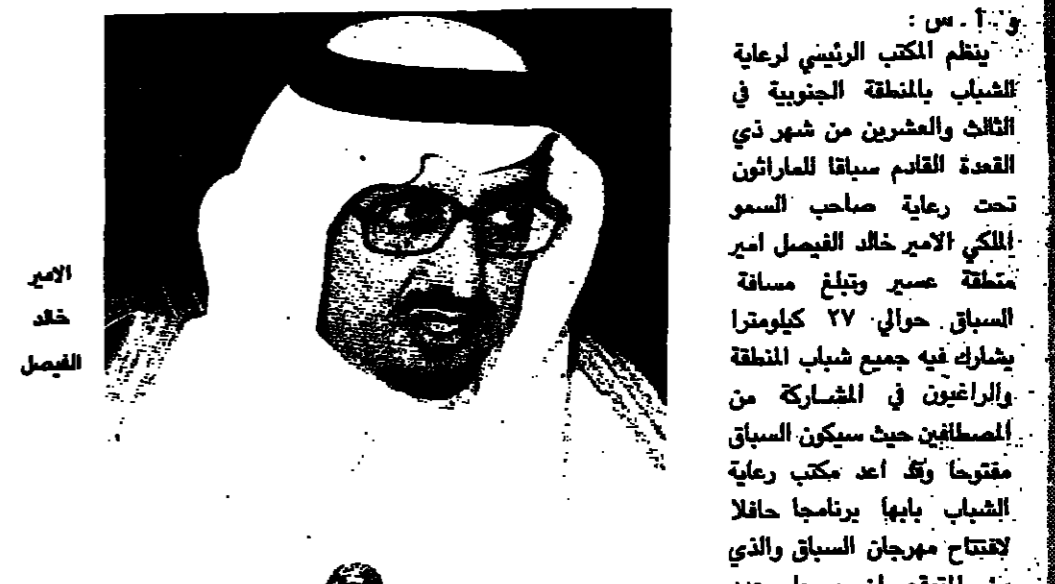 و.أ.س :
ينظم المكتب الرئيسي لرعاية
الشباب بالمنطقة الجنوبية في
الثالث والعشرين من شهر ذي
القعدة القادم سباقا للماراثون
تحت رعاية صاحب السمو
الملكي الامير خالد الفيصل امير
منطقة عسير وتبلغ مسافة
السباق حوالي ٢٧ كيلومترا
يشارك فيه جميع شباب المنطقة
والراغبون في المشاركة من
المصطافين حيث سيكون السباق
مفتوحا وقد اعد مكتب رعاية
الشباب بابها برنامجا حافلا
لافتتاح مهرجان السباق والذي
الامير
خالد
الفيصل